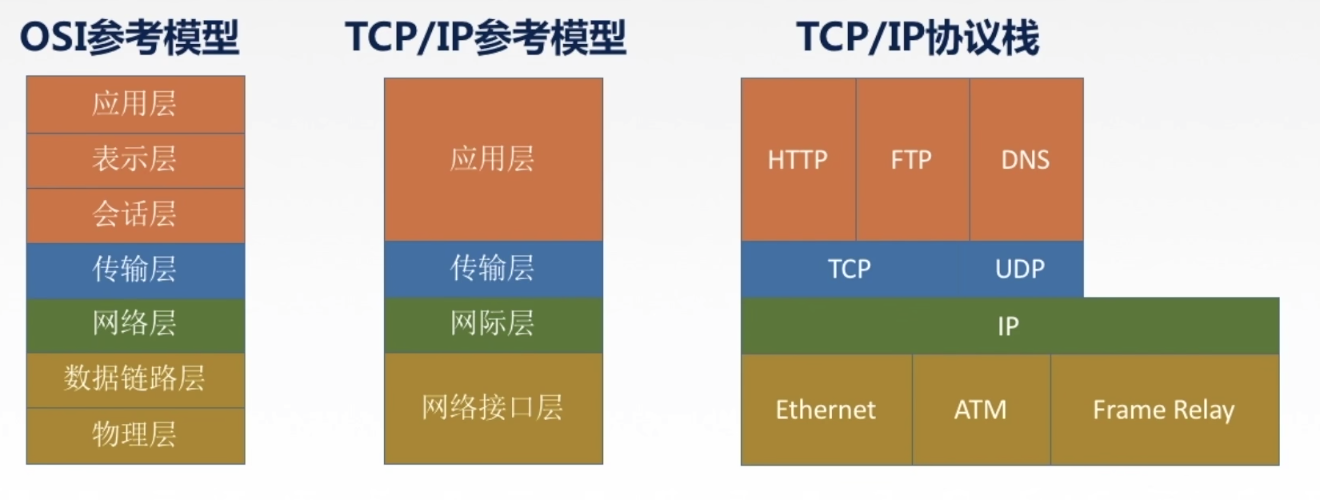 OSI参考模型
应用层
表示层
会话层
传输层
网络层
数据链路层
物理层
TCP/IP参考模型
应用层
传输层
网际层
网络接口层
TCP/IP协议栈
HTTP FTP DNS
TCP UDP
IP
Ethernet ATM Frame Relay